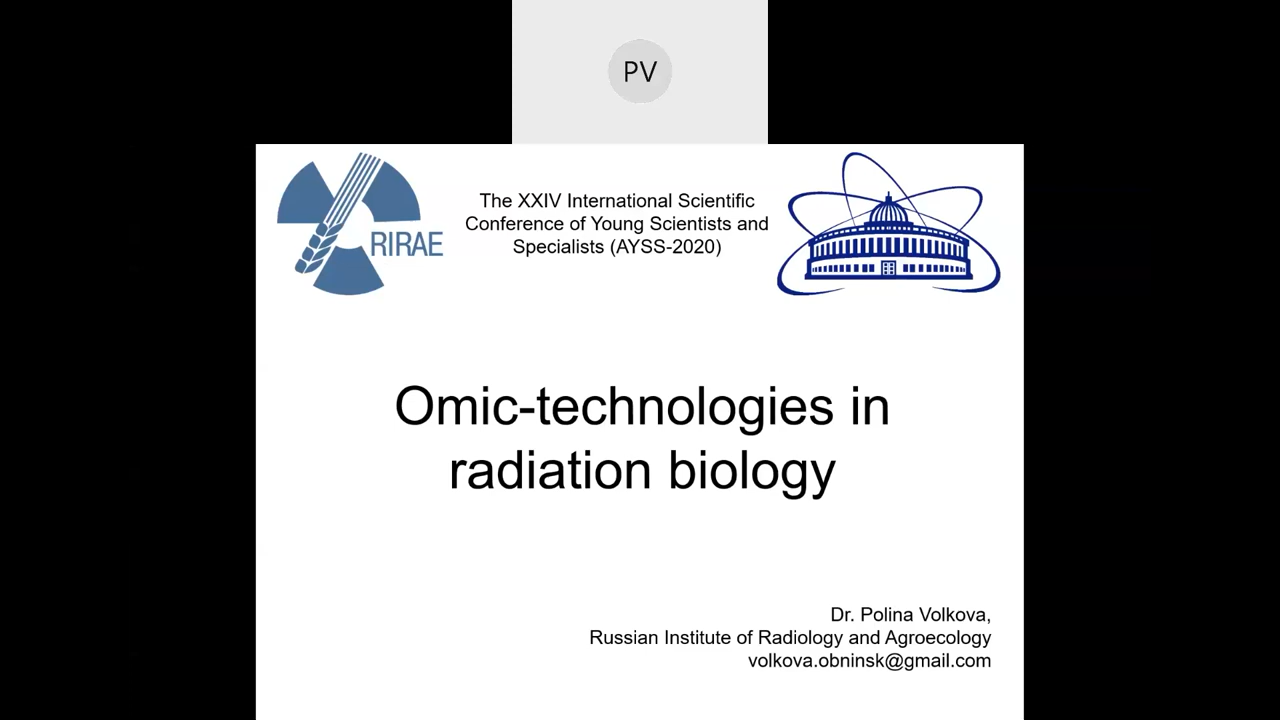 PV
RIRAE
The XXIV International Scientific
Conference of Young Scientists and
Specialists (AYSS-2020)
Omic-technologies in
radiation biology
Dr. Polina Volkova,
Russian Institute of Radiology and Agroecology
volkova.obninsk@gmail.com